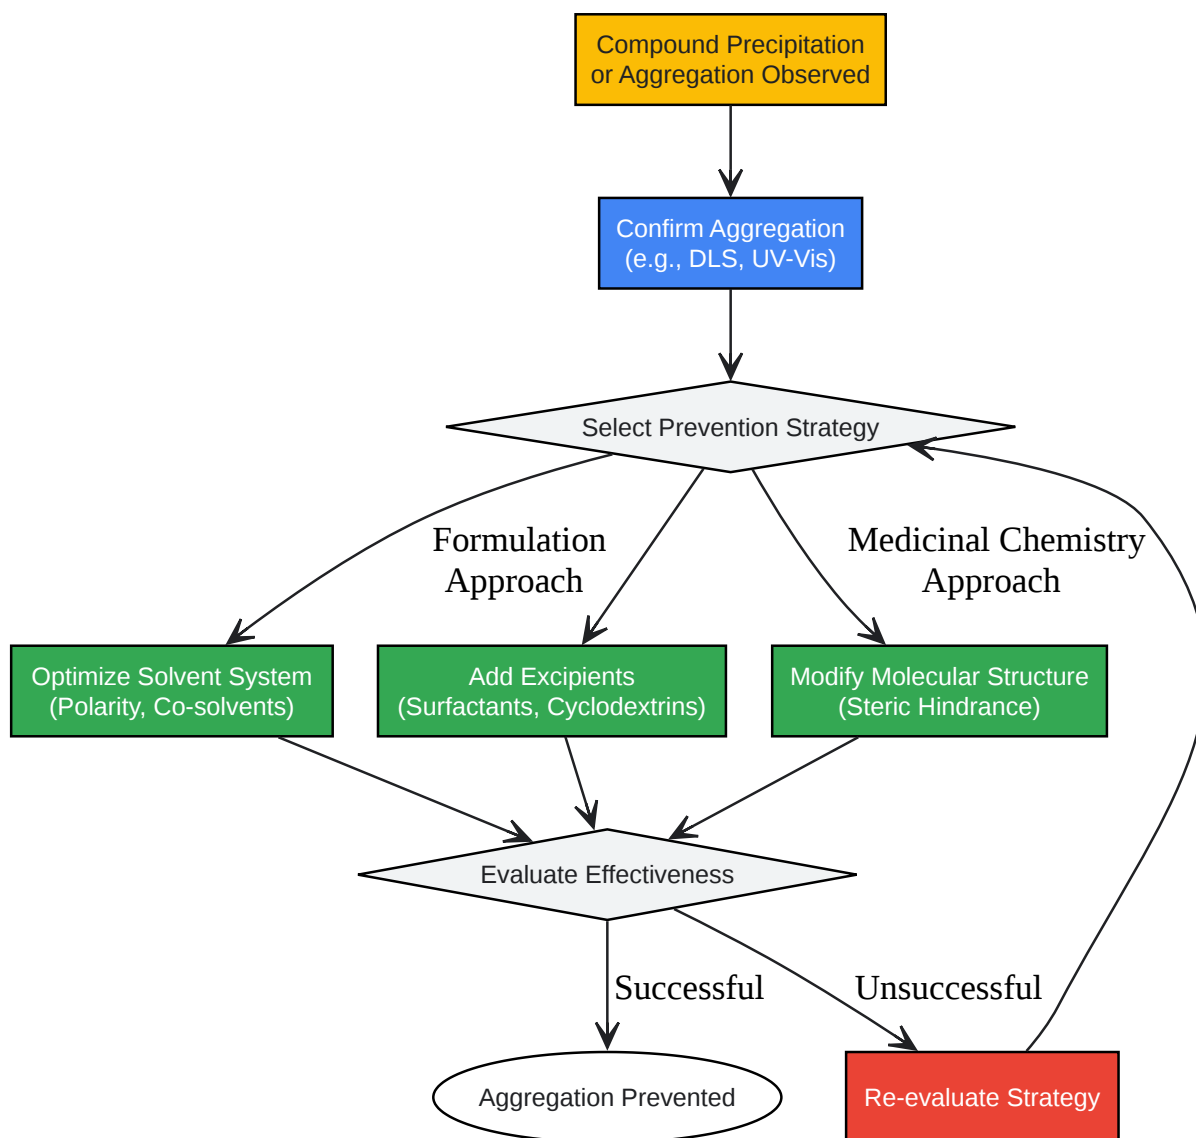 Compound Precipitation
or Aggregation Observed
Confirm Aggregation
(e.g., DLS, UV-Vis)
Select Prevention Strategy
Formulation
Approach
Medicinal Chemistry
Approach
Optimize Solvent System
(Polarity, Co-solvents)
Add Excipients
(Surfactants, Cyclodextrins)
Modify Molecular Structure
(Steric Hindrance)
Evaluate Effectiveness
Successful
Unsuccessful
Aggregation Prevented
Re-evaluate Strategy